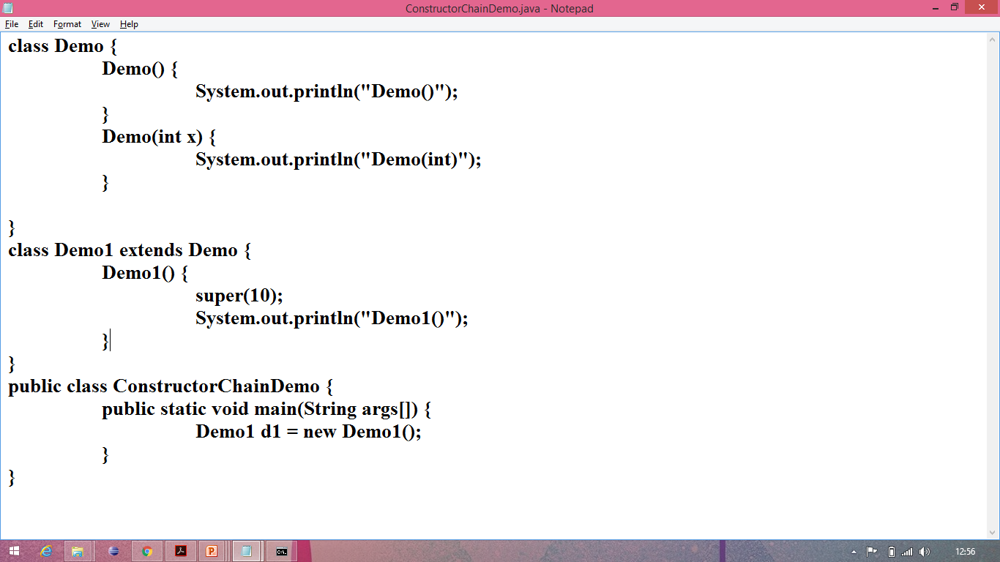 ConstructorChainDemo.java - Notepad
File Edit Format View Help
class Demo {
Demo() {
System.out.println("Demo()");
}
Demo(int x) {
System.out.println("Demo(int)");
}
}
class Demo1 extends Demo {
Demo1() {
super(10);
System.out.println("Demo1()");
}
}
public class ConstructorChainDemo {
public static void main(String args[]) {
Demo1 d1 = new Demo1();
}
}
12:56